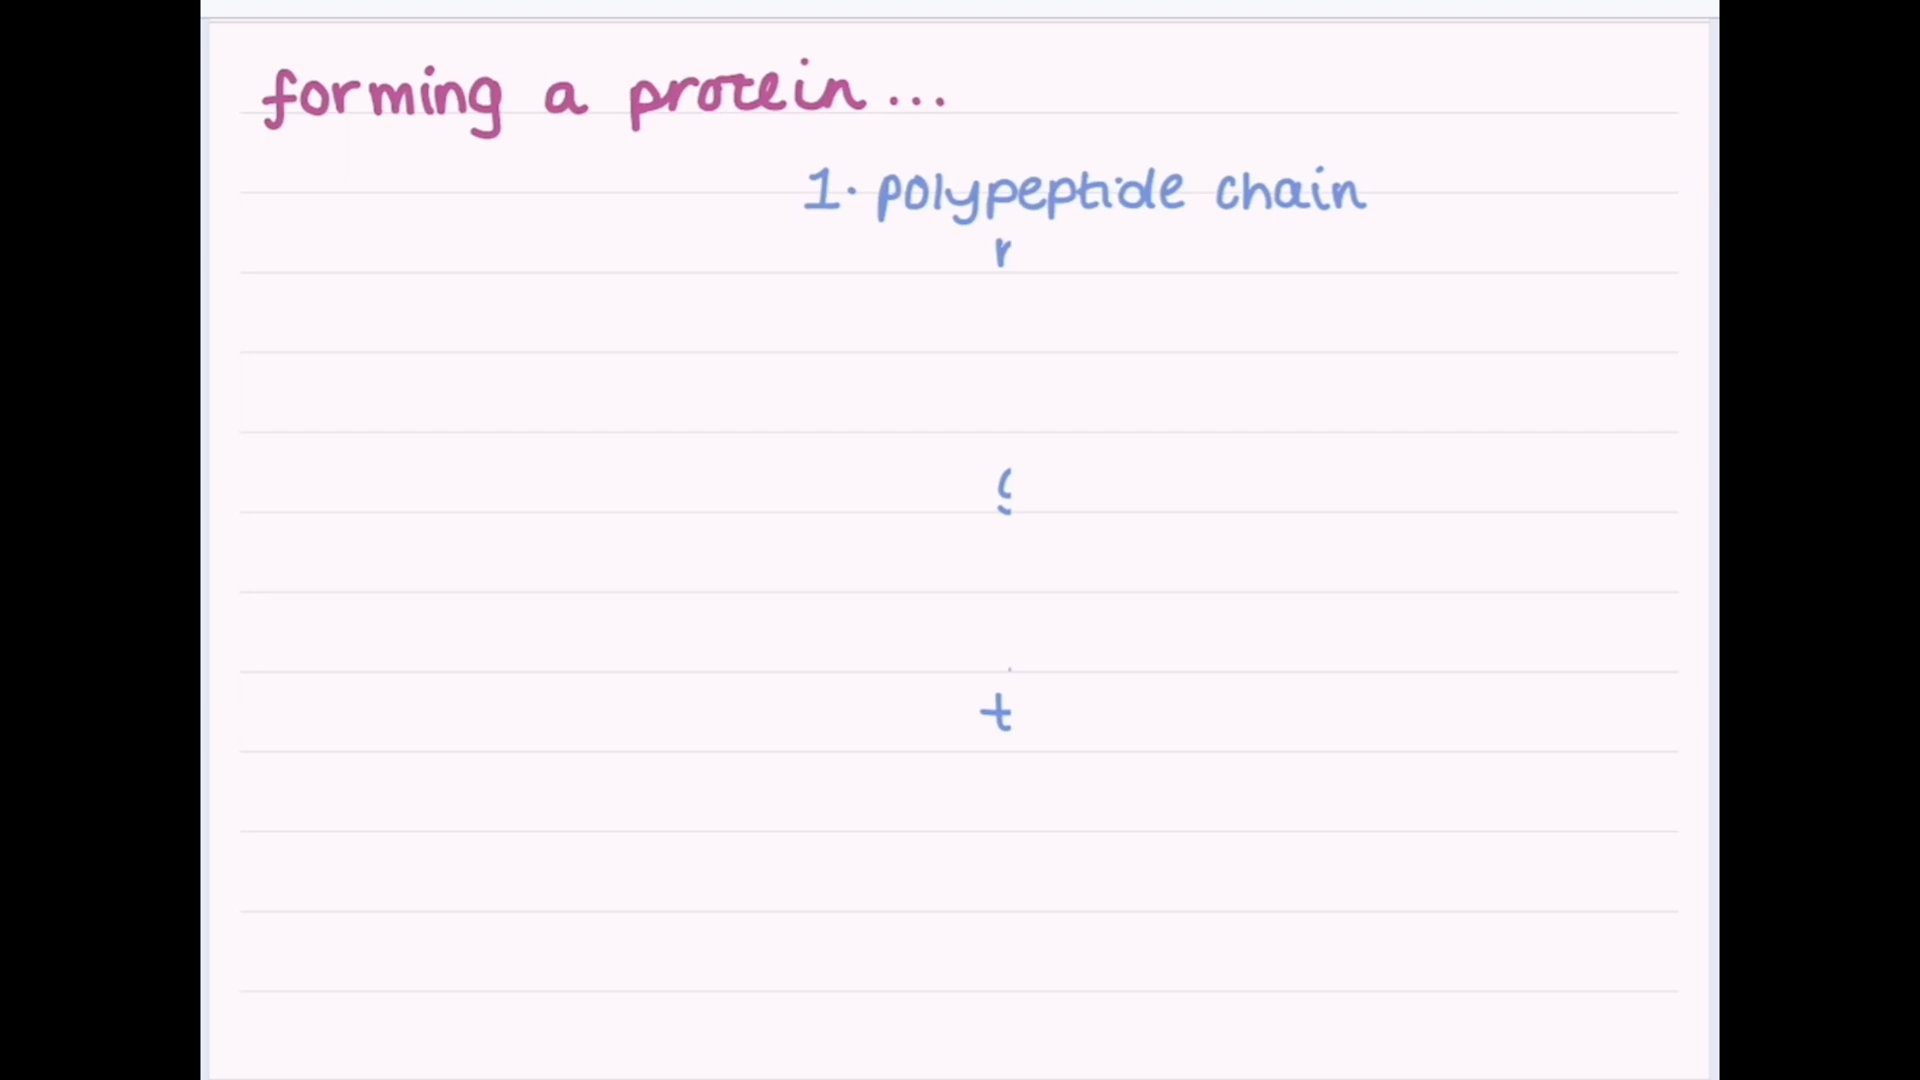 forming a protein...
1. polypeptide chain
r
g
t